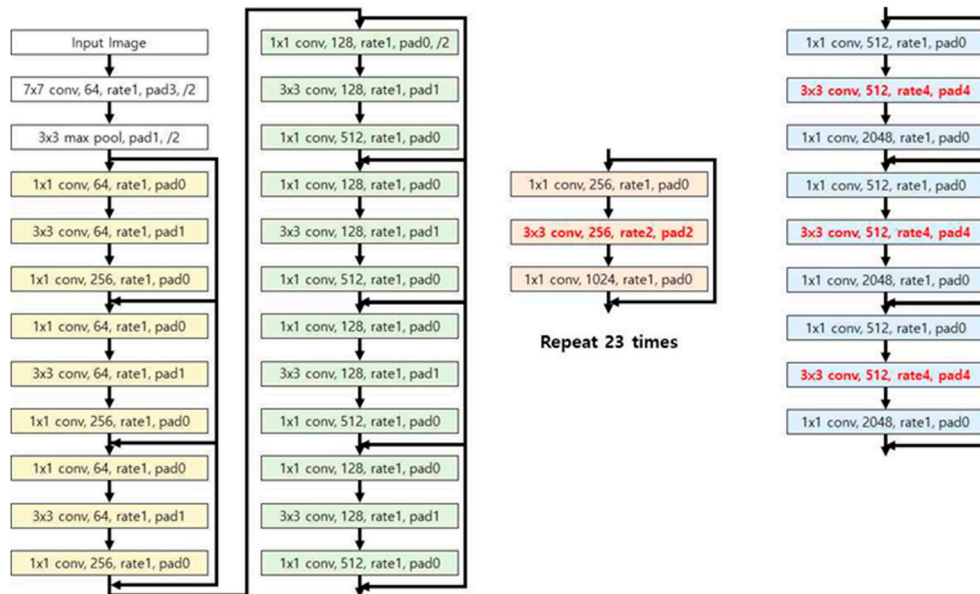 Input Image
7x7 conv, 64, rate1, pad3, /2
3x3 max pool, pad1, /2
1x1 conv, 64, rate1, pad0
3x3 conv, 64, rate1, pad1
1x1 conv, 256, rate1, pad0
1x1 conv, 64, rate1, pad0
3x3 conv, 64, rate1, pad1
1x1 conv, 256, rate1, pad0
1x1 conv, 64, rate1, pad0
3x3 conv, 64, rate1, pad1
1x1 conv, 256, rate1, pad0
1x1 conv, 128, rate1, pad0, /2
3x3 conv, 128, rate1, pad1
1x1 conv, 512, rate1, pad0
1x1 conv, 128, rate1, pad0
3x3 conv, 128, rate1, pad1
1x1 conv, 512, rate1, pad0
1x1 conv, 128, rate1, pad0
3x3 conv, 128, rate1, pad1
1x1 conv, 512, rate1, pad0
1x1 conv, 128, rate1, pad0
3x3 conv, 128, rate1, pad1
1x1 conv, 512, rate1, pad0
1x1 conv, 256, rate1, pad0
3x3 conv, 256, rate2, pad2
1x1 conv, 1024, rate1, pad0
Repeat 23 times
1x1 conv, 512, rate1, pad0
3x3 conv, 512, rate4, pad4
1x1 conv, 2048, rate1, pad0
1x1 conv, 512, rate1, pad0
3x3 conv, 512, rate4, pad4
1x1 conv, 2048, rate1, pad0
1x1 conv, 512, rate1, pad0
3x3 conv, 512, rate4, pad4
1x1 conv, 2048, rate1, pad0